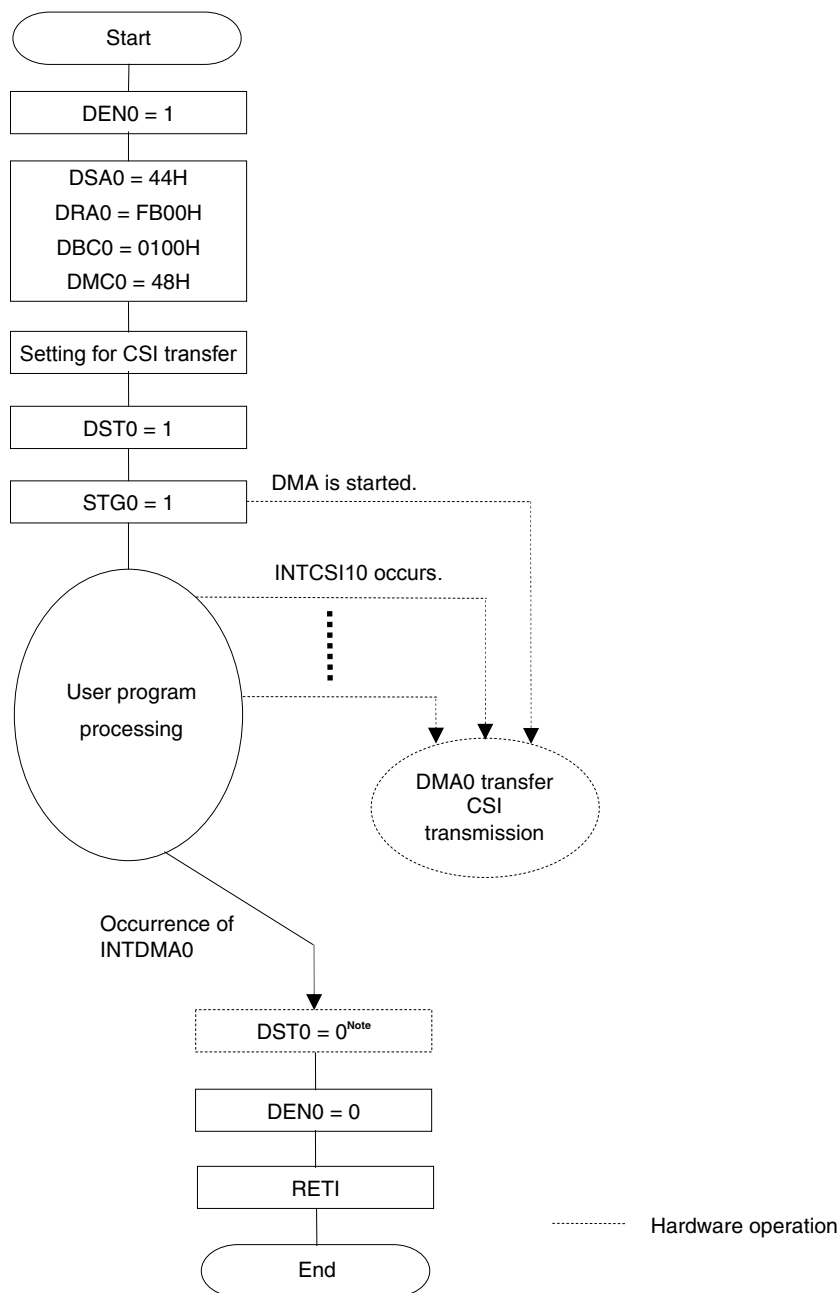 Start
DEN0 = 1
DSA0 = 44H
DRA0 = FB00H
DBC0 = 0100H
DMC0 = 48H
Setting for CSI transfer
DST0 = 1
STG0 = 1
DMA is started.
INTCSI10 occurs.
User program
processing
DMA0 transfer
CSI
transmission
Occurrence of
INTDMA0
DST0 = 0Note
DEN0 = 0
RETI
Hardware operation
End